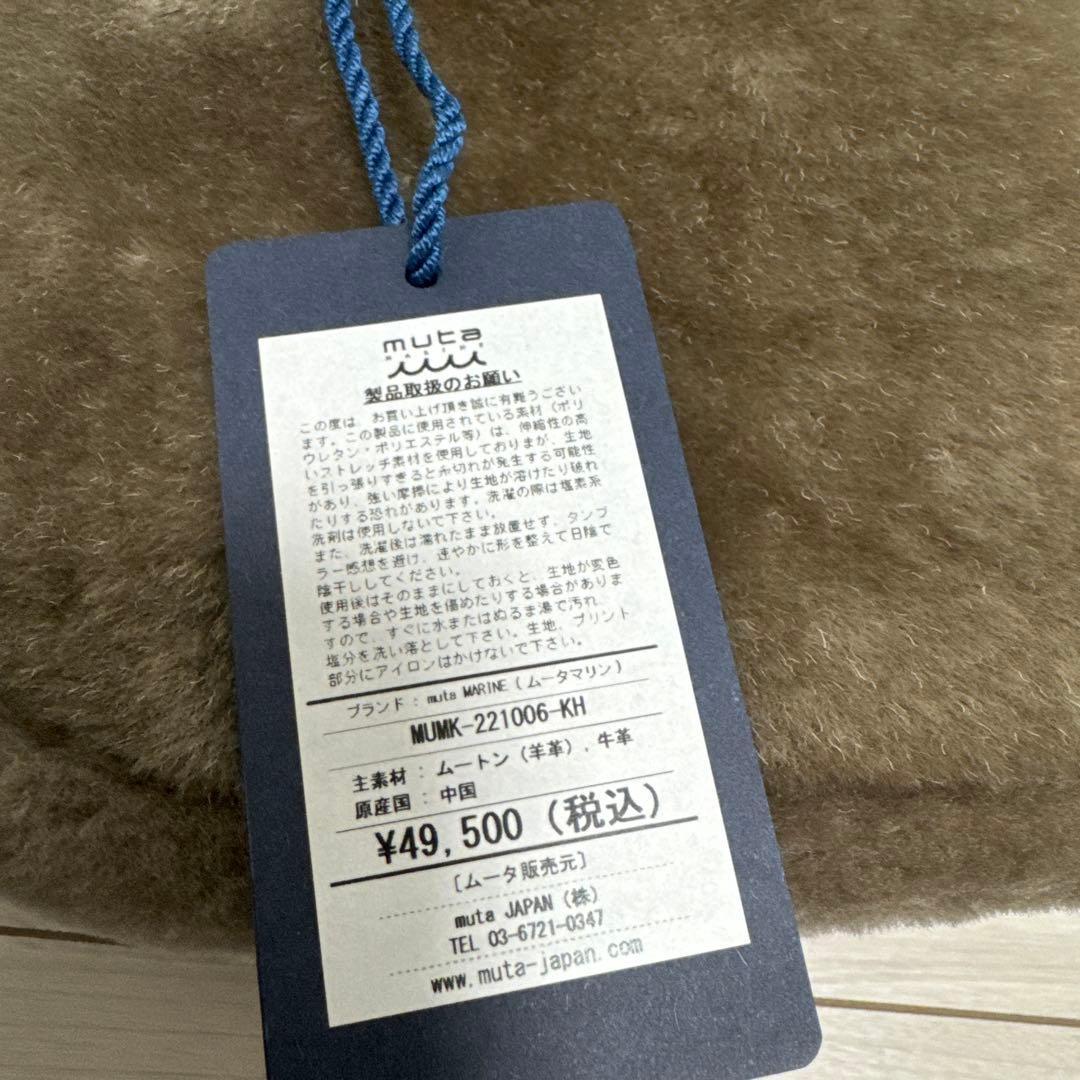 muta
MARINE
製品取扱のお願い
この度は、お買い上げ頂き誠に有難うござい
ます。この製品に使用されている素材（ポリ
ウレタン・ポリエステル等）は、伸縮性の高
いストレッチ素材を使用しておりまが、生地
を引っ張りすぎると糸切れが発生する可能性
があり、強い摩擦により生地が溶けたり破れ
たりする恐れがあります。洗濯の際は塩素系
洗剤は使用しないで下さい。
また、洗濯後は濡れたまま放置せず、タンブ
ラー感想を避け、速やかに形を整えて日陰で
陰干ししてください。
使用後はそのままにしておくと、生地が変色
する場合や生地を傷めたりする場合がありま
すので、すぐに水またはぬるま湯で汚れ、
塩分を洗い落として下さい。生地、プリント
部分にアイロンはかけないで下さい。
ブランド：muta MARINE（ムータマリン）
MUMK-221006-KH
主素材：ムートン（羊革）、牛革
原産国：中国
¥49,500（税込）
［ムータ販売元］
muta JAPAN（株）
TEL 03-6721-0347
www.muta-japan.com